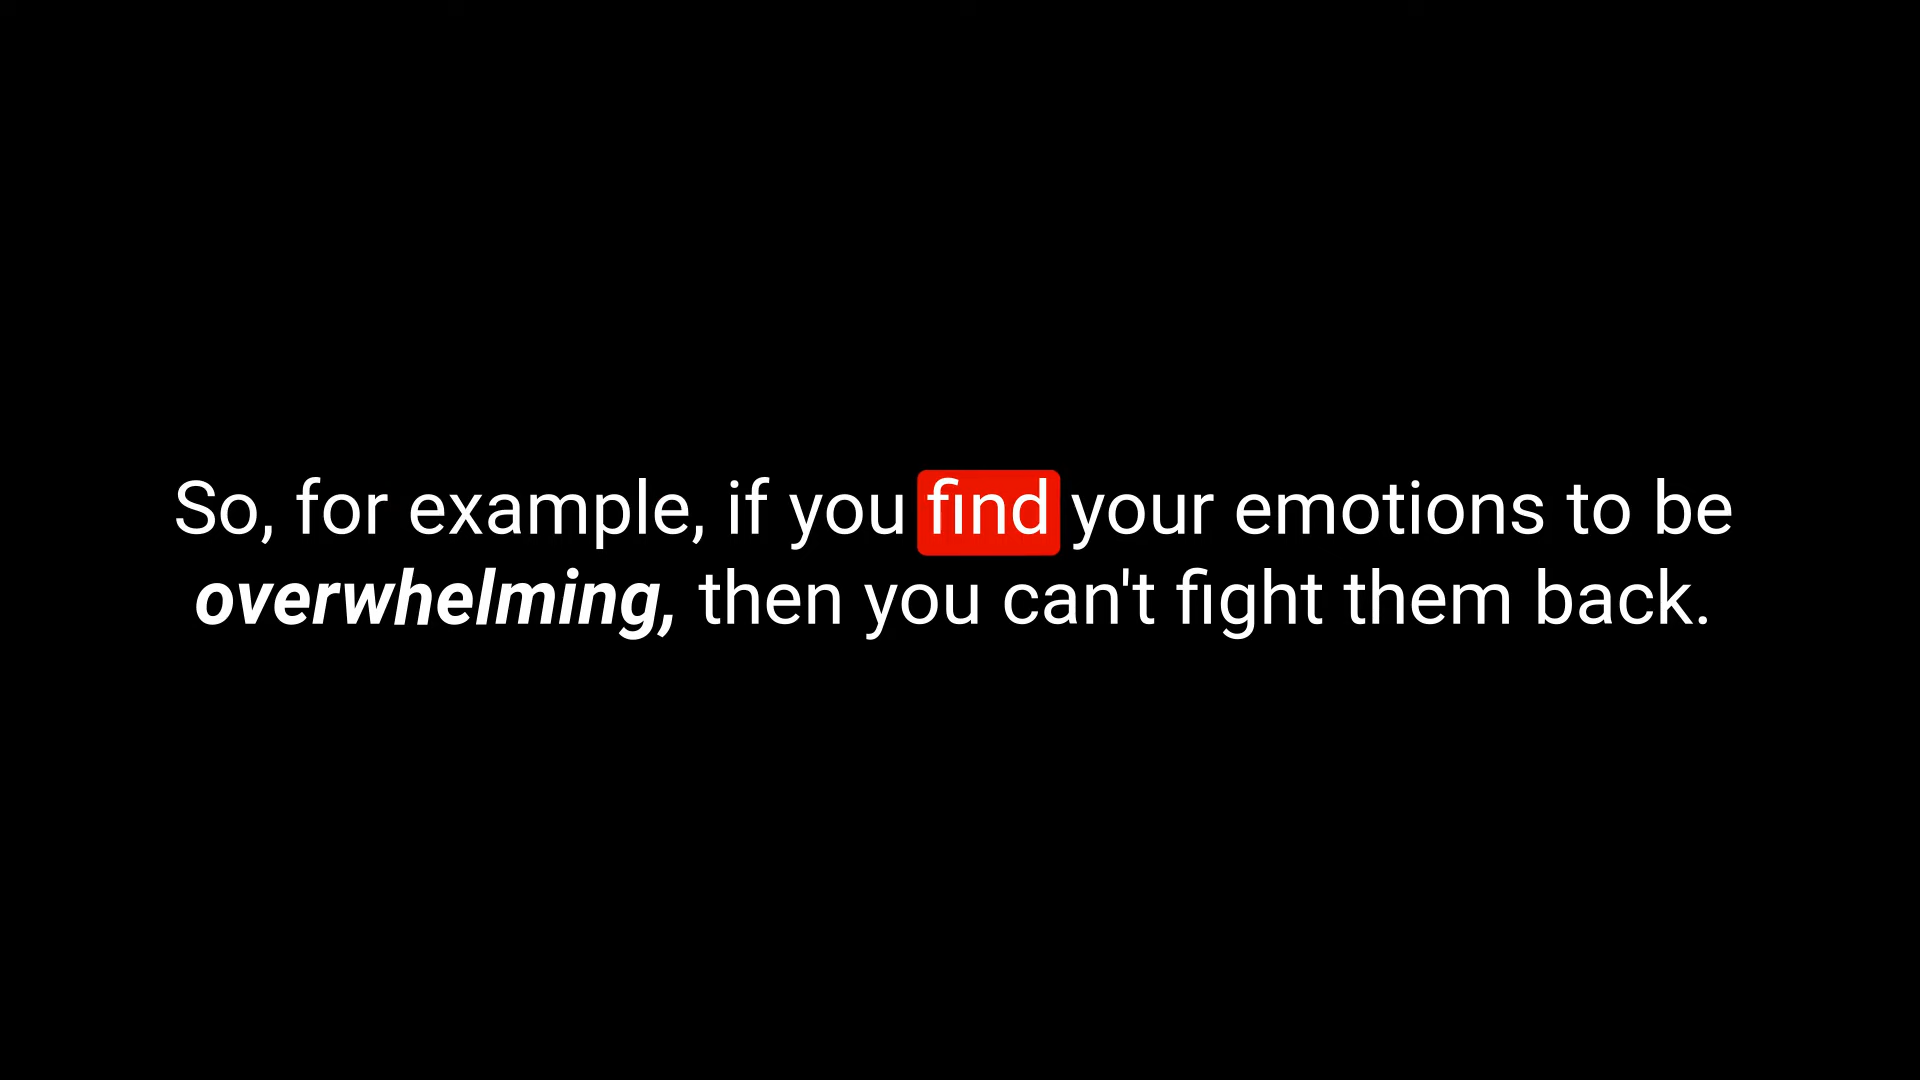 So, for example, if you find your emotions to be
overwhelming, then you can't fight them back.